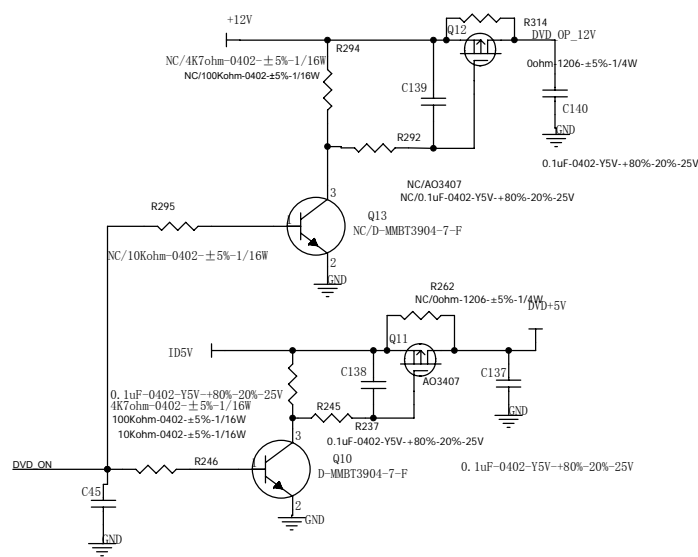 +12V
Q12
R314
DVD_OP_12V
R294
NC/4K7ohm-0402-±5%-1/16W
NC/100Kohm-0402-±5%-1/16W
0ohm-1206-±5%-1/4W
C139
C140
GND
R292
0.1uF-0402-Y5V-+80%-20%-25V
NC/AO3407
NC/0.1uF-0402-Y5V-+80%-20%-25V
3
R295
1
Q13
NC/D-MMBT3904-7-F
2
NC/10Kohm-0402-±5%-1/16W
GND
R262
NC/0ohm-1206-±5%-1/4W
DVD+5V
Q11
ID5V
C138
C137
AO3407
0.1uF-0402-Y5V-+80%-20%-25V
4K7ohm-0402-±5%-1/16W
R245
100Kohm-0402-±5%-1/16W
GND
R237
10Kohm-0402-±5%-1/16W
3
0.1uF-0402-Y5V-+80%-20%-25V
Q10
DVD_ON
R246
1
0.1uF-0402-Y5V-+80%-20%-25V
D-MMBT3904-7-F
C45
2
GND
GND